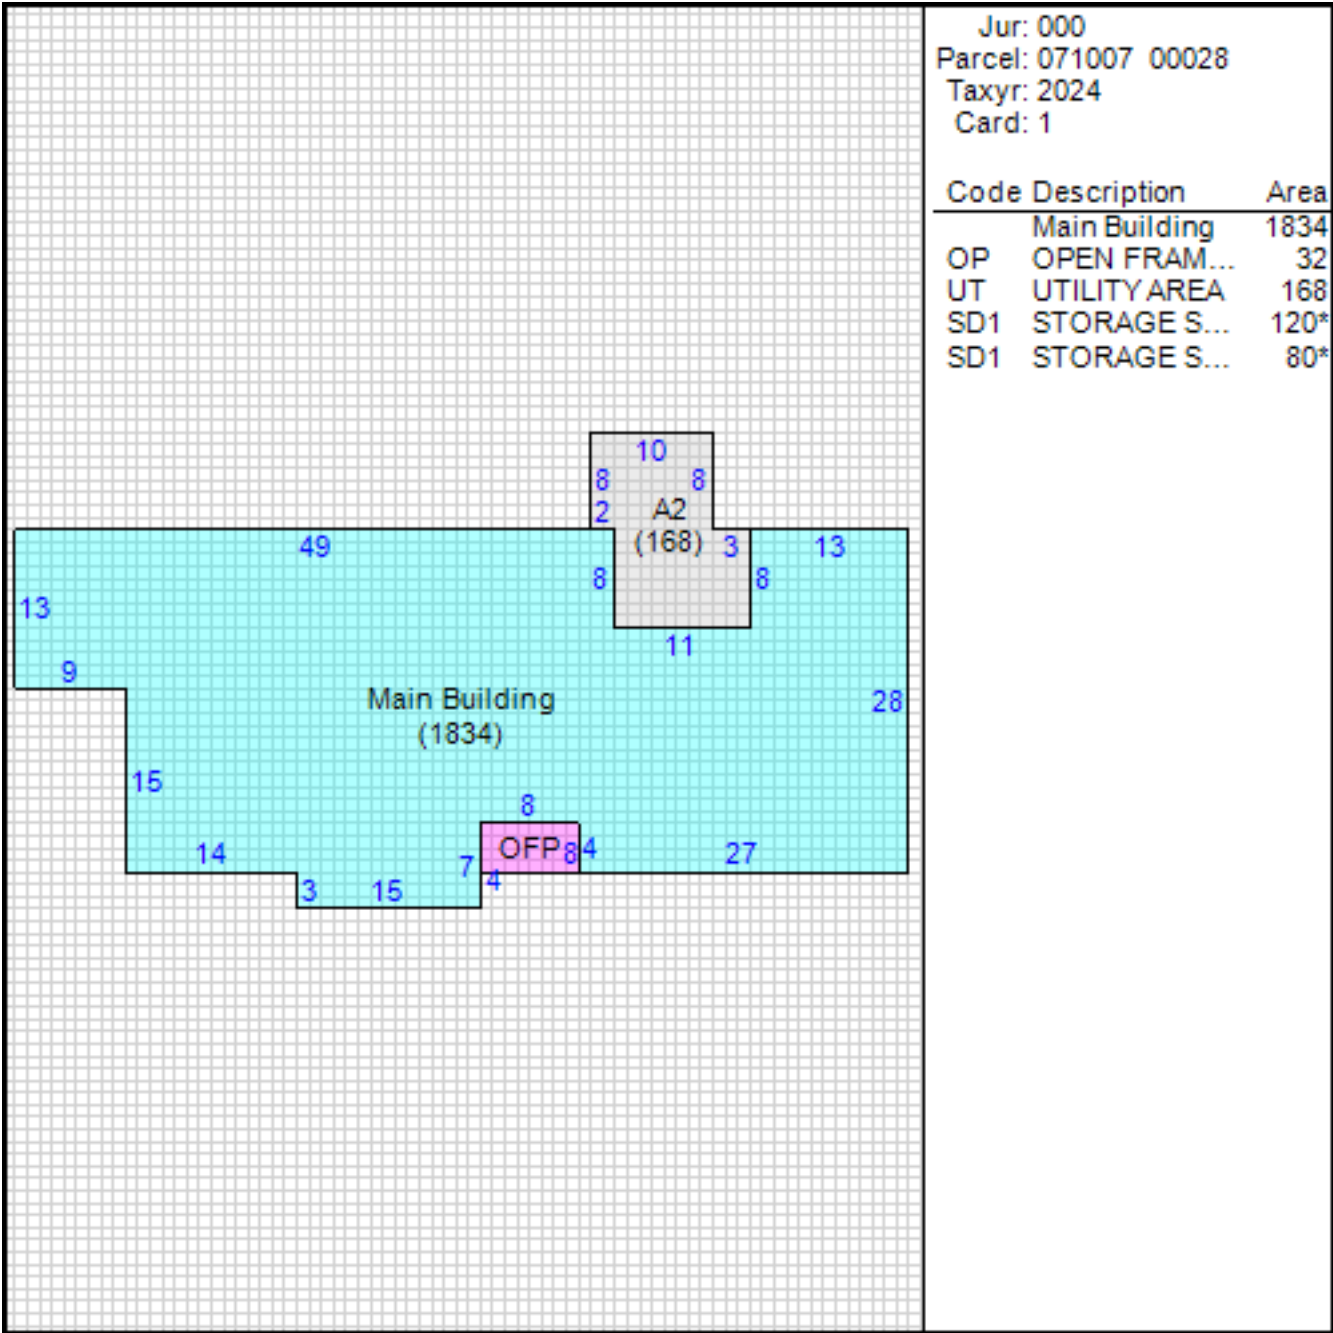 Jur: 000
Parcel: 071007 00028
Taxyr: 2024
Card: 1
Code Description Area
Main Building 1834
OP OPEN FRAM... 32
UT UTILITY AREA 168
SD1 STORAGE S... 120*
SD1 STORAGE S... 80*
10
8 8
2 A2
49 (168) 3 13
8 8
13
11
9
Main Building 28
(1834)
15
8
14 7 OFP 8 4 27
4
3 15